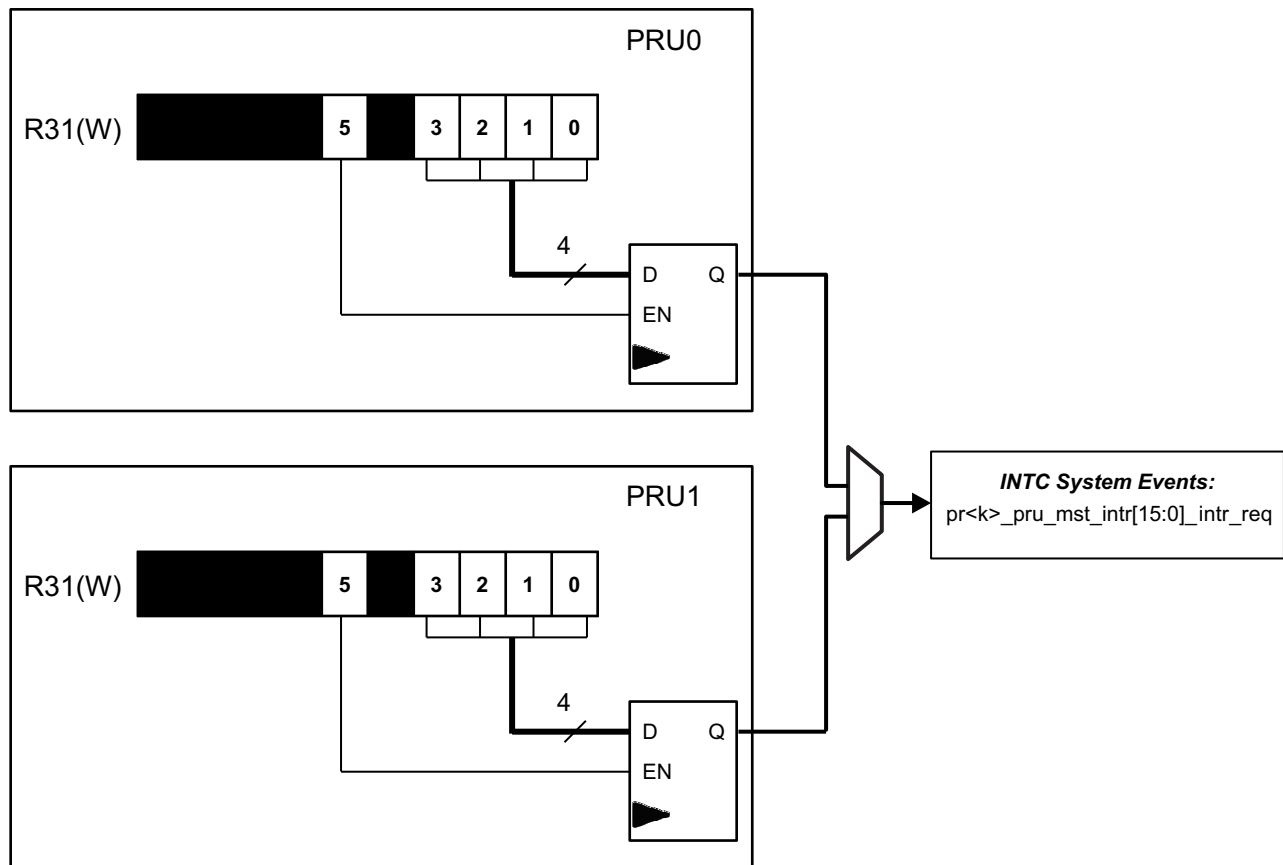 PRU0
R31(W)
5 3 2 1 0
4
D Q
EN
INTC System Events:
pr<k>_pru_mst_intr[15:0]_intr_req
PRU1
R31(W)
5 3 2 1 0
4
D Q
EN